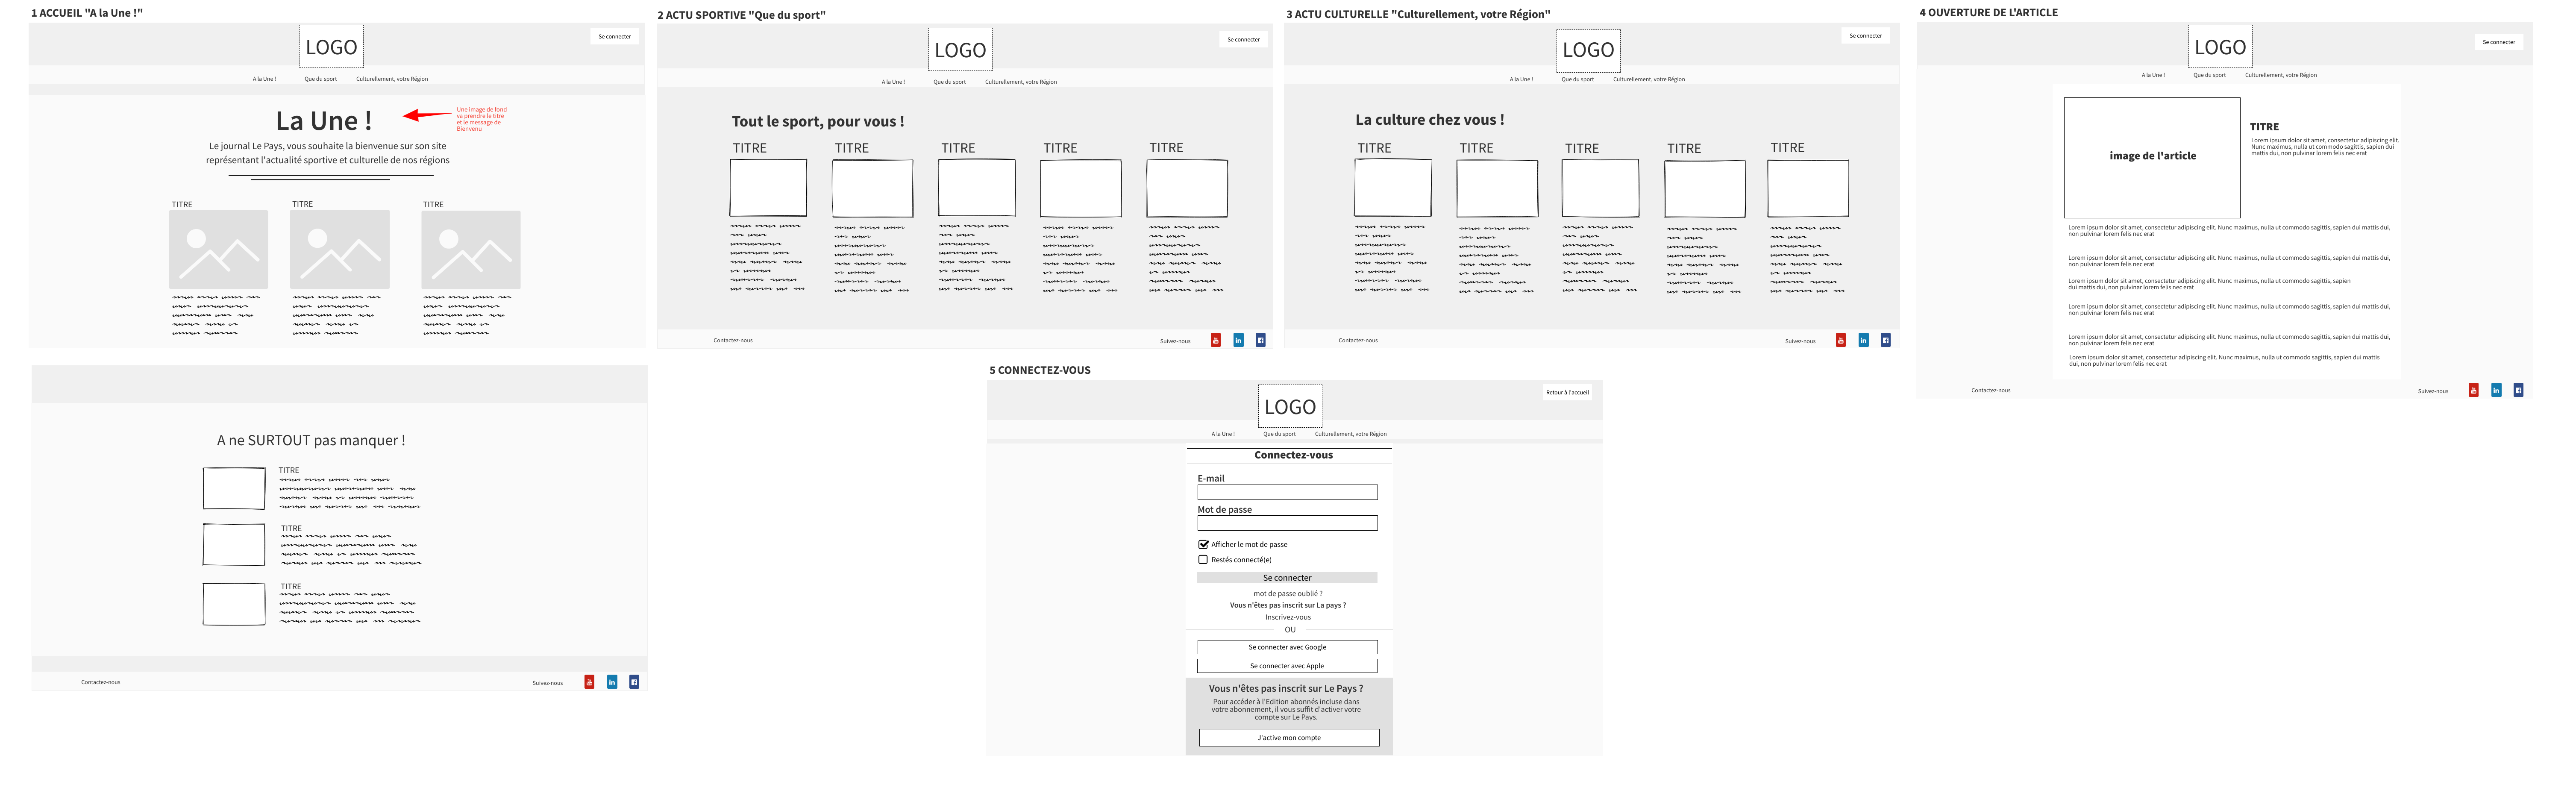 1 ACCUEIL "A la Une !"
LOGO
Se connecter
A la Une !
Que du sport
Culturellement, votre Région
La Une !
Une image de fond
va prendre le titre
et le message de
Bienvenu
Le journal Le Pays, vous souhaite la bienvenue sur son site
représentant l'actualité sportive et culturelle de nos régions
TITRE
TITRE
TITRE
A ne SURTOUT pas manquer !
TITRE
TITRE
TITRE
Contactez-nous
Suivez-nous
2 ACTU SPORTIVE "Que du sport"
LOGO
Se connecter
A la Une !
Que du sport
Culturellement, votre Région
Tout le sport, pour vous !
TITRE
TITRE
TITRE
TITRE
TITRE
Contactez-nous
Suivez-nous
3 ACTU CULTURELLE "Culturellement, votre Région"
LOGO
Se connecter
A la Une !
Que du sport
Culturellement, votre Région
La culture chez vous !
TITRE
TITRE
TITRE
TITRE
TITRE
Contactez-nous
Suivez-nous
4 OUVERTURE DE L'ARTICLE
LOGO
Se connecter
A la Une !
Que du sport
Culturellement, votre Région
image de l'article
TITRE
Lorem ipsum dolor sit amet, consectetur adipiscing elit.
Nunc maximus, nulla ut commodo sagittis, sapien dui
mattis dui, non pulvinar lorem felis nec erat
Lorem ipsum dolor sit amet, consectetur adipiscing elit. Nunc maximus, nulla ut commodo sagittis, sapien dui mattis dui,
non pulvinar lorem felis nec erat
Lorem ipsum dolor sit amet, consectetur adipiscing elit. Nunc maximus, nulla ut commodo sagittis, sapien dui mattis dui,
non pulvinar lorem felis nec erat
Lorem ipsum dolor sit amet, consectetur adipiscing elit. Nunc maximus, nulla ut commodo sagittis, sapien
dui mattis dui, non pulvinar lorem felis nec erat
Lorem ipsum dolor sit amet, consectetur adipiscing elit. Nunc maximus, nulla ut commodo sagittis, sapien dui mattis dui,
non pulvinar lorem felis nec erat
Lorem ipsum dolor sit amet, consectetur adipiscing elit. Nunc maximus, nulla ut commodo sagittis, sapien dui mattis dui,
non pulvinar lorem felis nec erat
Lorem ipsum dolor sit amet, consectetur adipiscing elit. Nunc maximus, nulla ut commodo sagittis, sapien dui mattis
dui, non pulvinar lorem felis nec erat
Contactez-nous
Suivez-nous
5 CONNECTEZ-VOUS
LOGO
Retour à l'accueil
A la Une !
Que du sport
Culturellement, votre Région
Connectez-vous
E-mail
Mot de passe
Afficher le mot de passe
Restés connecté(e)
Se connecter
mot de passe oublié ?
Vous n'êtes pas inscrit sur La pays ?
Inscrivez-vous
OU
Se connecter avec Google
Se connecter avec Apple
Vous n'êtes pas inscrit sur Le Pays ?
Pour accéder à l'Edition abonnés incluse dans
votre abonnement, il vous suffit d'activer votre
compte sur Le Pays.
J'active mon compte